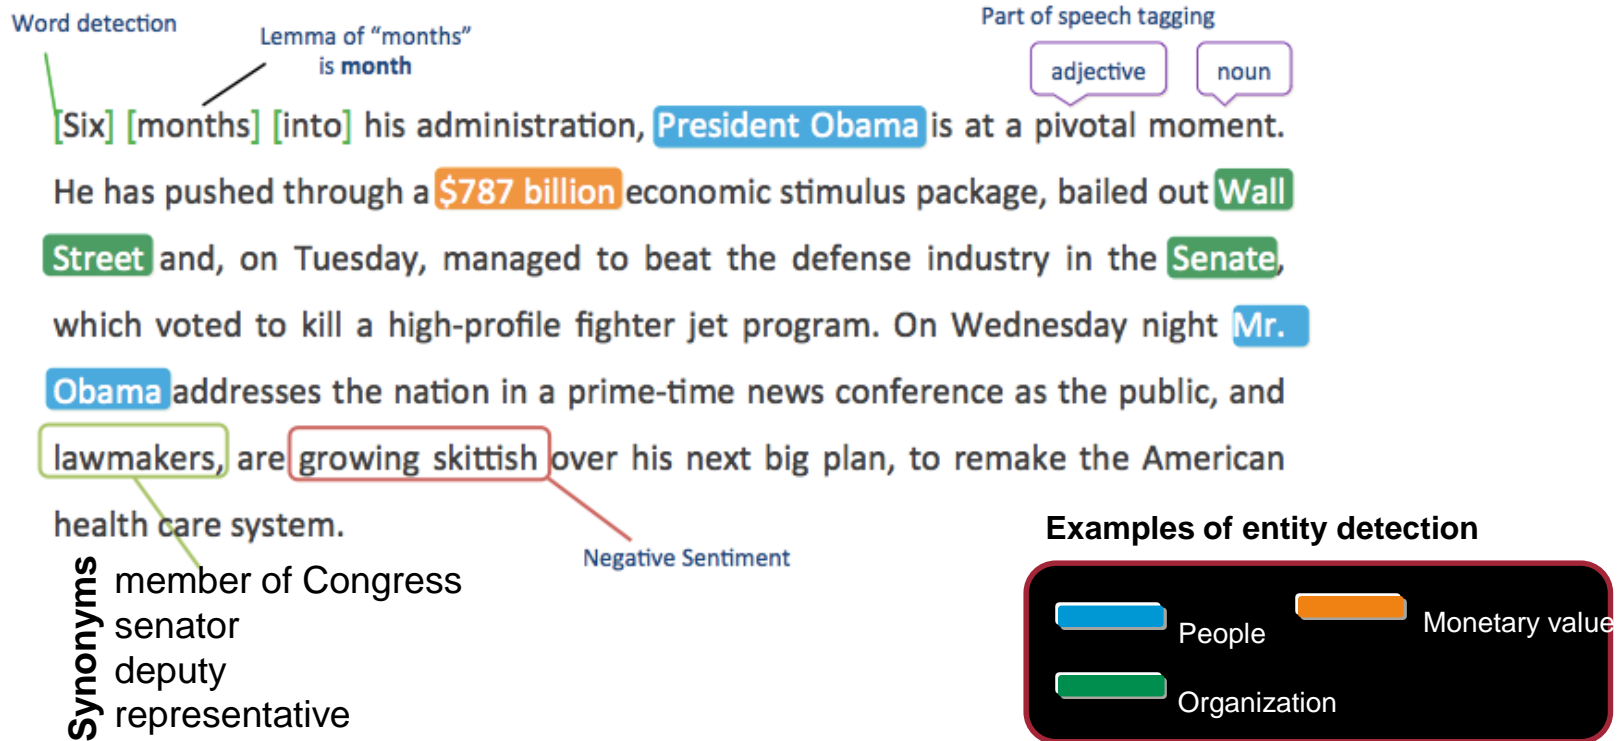 Word detection
Lemma of “months”
is month
Part of speech tagging
adjective
noun
[Six] [months] [into] his administration, President Obama is at a pivotal moment.
He has pushed through a $787 billion economic stimulus package, bailed out Wall
Street and, on Tuesday, managed to beat the defense industry in the Senate,
which voted to kill a high-profile fighter jet program. On Wednesday night Mr.
Obama addresses the nation in a prime-time news conference as the public, and
lawmakers, are growing skittish over his next big plan, to remake the American
health care system.
Negative Sentiment
Synonyms
member of Congress
senator
deputy
representative
Examples of entity detection
People
Monetary value
Organization